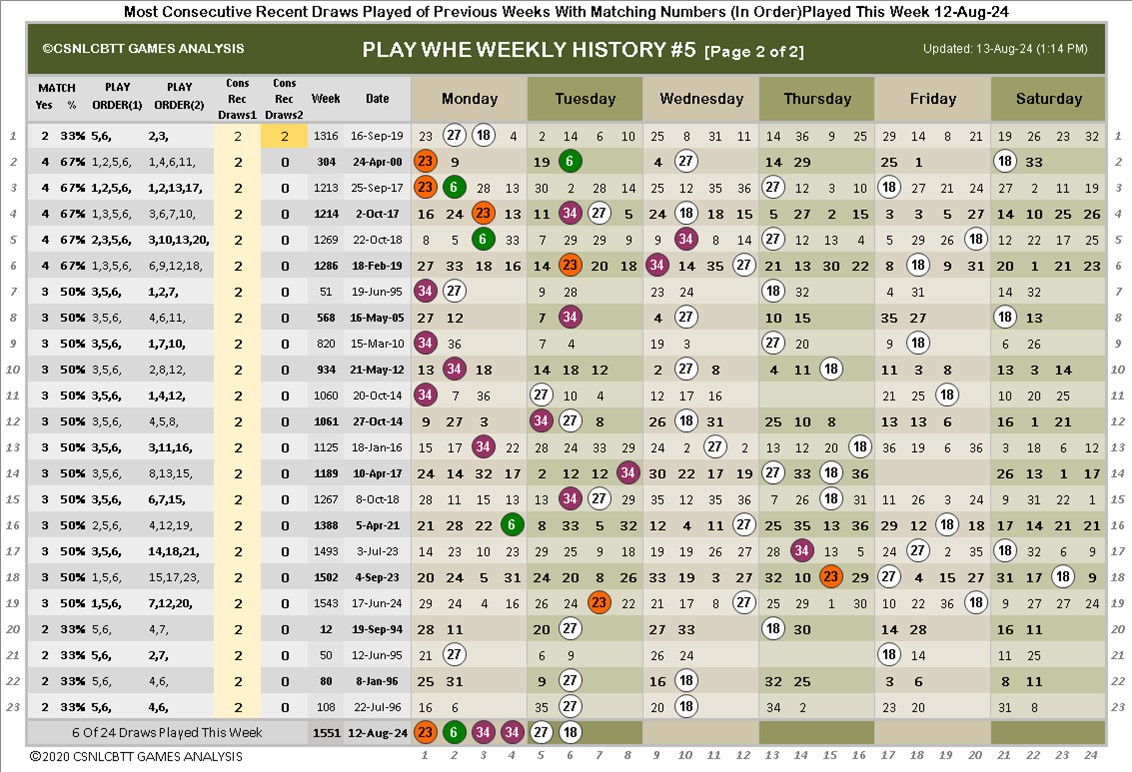 Most Consecutive Recent Draws Played of Previous Weeks With Matching Numbers (In Order)Played This Week 12-Aug-24
©CSNLCBTT GAMES ANALYSIS PLAY WHE WEEKLY HISTORY #5 [Page 2 of 2] Updated: 13-Aug-24 (1:14 PM)
MATCH Yes % PLAY ORDER(1) PLAY ORDER(2) Cons Rec Draws1 Cons Rec Draws2 Week Date Monday Tuesday Wednesday Thursday Friday Saturday
1 2 33% 5,6, 2,3, 2 2 1316 16-Sep-19 23 27 18 4 2 14 6 10 25 8 31 11 14 36 9 25 29 14 8 21 19 26 23 32 1
2 4 67% 1,2,5,6, 1,4,6,11, 2 0 304 24-Apr-00 23 9 19 6 4 27 14 29 25 1 18 33 2
3 4 67% 1,2,5,6, 1,2,13,17, 2 0 1213 25-Sep-17 23 6 28 13 30 2 28 14 25 12 35 36 27 12 3 10 18 27 21 24 27 2 11 19 3
4 4 67% 1,3,5,6, 3,6,7,10, 2 0 1214 2-Oct-17 16 24 23 13 11 34 27 5 24 18 18 15 5 27 2 15 3 3 5 27 14 10 25 26 4
5 4 67% 2,3,5,6, 3,10,13,20, 2 0 1269 22-Oct-18 8 5 6 33 7 29 29 9 9 34 8 14 27 12 13 4 5 29 26 18 12 22 17 25 5
6 4 67% 1,3,5,6, 6,9,12,18, 2 0 1286 18-Feb-19 27 33 18 16 14 23 20 18 34 14 35 27 21 13 30 22 8 18 9 31 20 1 21 23 6
7 3 50% 3,5,6, 1,2,7, 2 0 51 19-Jun-95 34 27 9 28 23 24 18 32 4 31 14 32 7
8 3 50% 3,5,6, 4,6,11, 2 0 568 16-May-05 27 12 7 34 4 27 10 15 35 27 18 13 8
9 3 50% 3,5,6, 1,7,10, 2 0 820 15-Mar-10 34 36 7 4 19 3 27 20 9 18 6 26 9
10 3 50% 3,5,6, 2,8,12, 2 0 934 21-May-12 13 34 18 14 18 12 2 27 8 4 11 18 11 3 8 13 3 14 10
11 3 50% 3,5,6, 1,4,12, 2 0 1060 20-Oct-14 34 7 36 27 10 4 12 17 16 21 25 18 10 20 25 11
12 3 50% 3,5,6, 4,5,8, 2 0 1061 27-Oct-14 9 27 3 34 27 8 26 18 31 25 10 8 13 13 6 16 1 21 12
13 3 50% 3,5,6, 3,11,16, 2 0 1125 18-Jan-16 15 17 34 22 28 24 33 29 24 2 27 2 13 12 20 18 36 19 6 36 3 18 6 12 13
14 3 50% 3,5,6, 8,13,15, 2 0 1189 10-Apr-17 24 14 32 17 2 12 12 34 30 22 17 19 27 33 18 36 26 13 1 17 14
15 3 50% 3,5,6, 6,7,15, 2 0 1267 8-Oct-18 28 11 15 13 13 34 27 29 35 12 35 36 7 26 18 31 11 26 3 24 9 31 22 1 15
16 3 50% 2,5,6, 4,12,19, 2 0 1388 5-Apr-21 21 28 22 6 8 33 5 32 12 4 11 27 25 35 13 36 29 12 18 18 17 14 21 21 16
17 3 50% 3,5,6, 14,18,21, 2 0 1493 3-Jul-23 14 23 10 23 29 25 9 18 19 19 26 27 28 34 13 5 24 27 2 35 18 32 6 9 17
18 3 50% 1,5,6, 15,17,23, 2 0 1502 4-Sep-23 20 24 5 31 24 20 8 26 33 19 3 27 32 10 23 29 27 4 15 27 31 17 18 9 18
19 3 50% 1,5,6, 7,12,20, 2 0 1543 17-Jun-24 29 24 4 16 26 24 23 22 21 17 8 27 25 29 1 30 10 22 36 18 9 27 27 24 19
20 2 33% 5,6, 4,7, 2 0 12 19-Sep-94 28 11 20 27 27 33 18 30 14 28 16 11 20
21 2 33% 5,6, 2,7, 2 0 50 12-Jun-95 21 27 6 9 26 24 18 14 11 25 21
22 2 33% 5,6, 4,6, 2 0 80 8-Jan-96 25 31 9 27 16 18 32 25 3 6 8 11 22
23 2 33% 5,6, 4,6, 2 0 108 22-Jul-96 16 6 35 27 20 18 34 2 23 20 31 8 23
6 Of 24 Draws Played This Week 1551 12-Aug-24 23 6 34 34 27 18
©2020 CSNLCBTT GAMES ANALYSIS 1 2 3 4 5 6 7 8 9 10 11 12 13 14 15 16 17 18 19 20 21 22 23 24